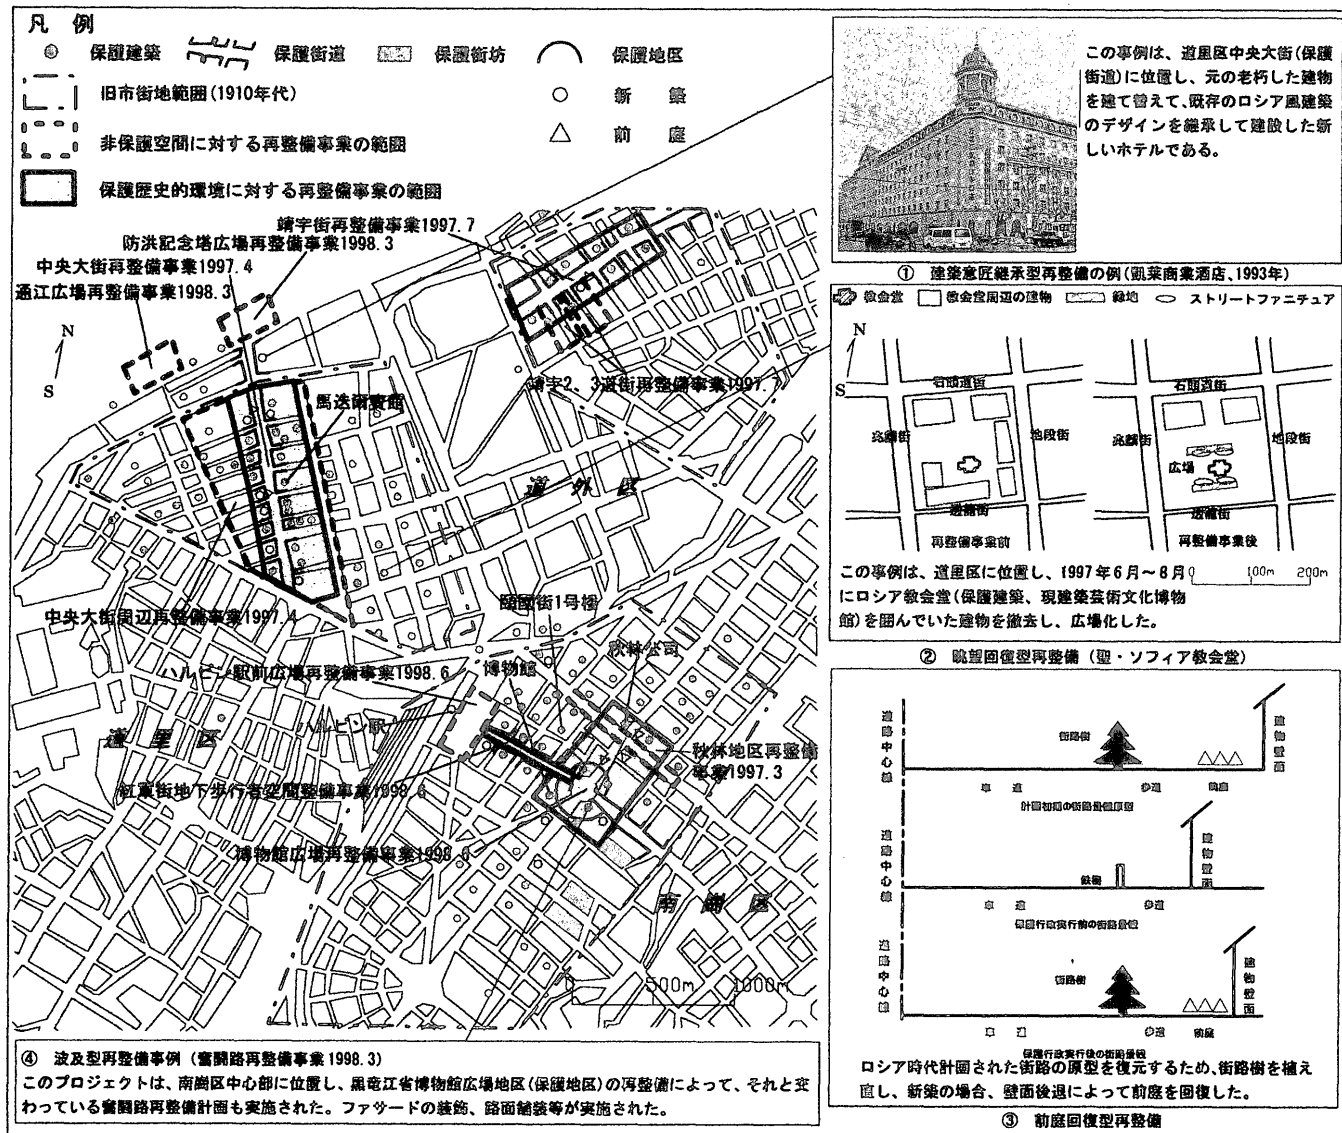 凡 例
保護建築 保護街道 保護街坊 保護地区
旧市街地範囲(1910年代) 新 築
非保護空間に対する再整備事業の範囲 前 庭
保護歴史的環境に対する再整備事業の範囲
靖宇街再整備事業1997.7
防洪記念塔広場再整備事業1998.3
中央大街再整備事業1997.4
通江広場再整備事業1998.3
N
S
靖宇2、3道街再整備事業1997.7
道外区
中央大街周辺再整備事業1997.4
頤園街1号楼
秋林公司
博物館
ハルビン駅前広場再整備事業1998.6
ハルビン駅
道里区
秋林地区再整備
事業1997.3
紅軍街地下歩行者空間整備事業1998.6
博物館広場再整備事業1998.6
南崗区
0 500m 1000m
④ 波及型再整備事例(奮闘路再整備事業1998.3)
このプロジェクトは、南崗区中心部に位置し、黒竜江省博物館広場地区(保護地区)の再整備によって、それと変
わっている奮闘路再整備計画も実施された。ファサードの装飾、路面舗装等が実施された。
この事例は、道里区中央大街(保護
街道)に位置し、元の老朽した建物
を建て替えて、既存のロシア風建築
のデザインを継承して建設した新
しいホテルである。
① 建築意匠継承型再整備の例(凱莱商業酒店、1993年)
教会堂 教会堂周辺の建物 緑地 ストリートファニチュア
N
S
石頭道街 石頭道街
兆麟街 地段街 兆麟街 地段街
広場
透籠街 透籠街
再整備事業前 再整備事業後
0 100m 200m
この事例は、道里区に位置し、1997年6月~8月
にロシア教会堂(保護建築、現建築芸術文化博物
館)を囲んでいた建物を撤去し、広場化した。
② 眺望回復型再整備(聖・ソフィア教会堂)
道路中心線 街路樹 建物壁面
車 道 歩道 前庭
計画初期の街路景観原型
道路中心線 鉄柵 建物壁面
車 道 歩道
保護行政実行前の街路景観
道路中心線 街路樹 建物壁面
車 道 歩道 前庭
保護行政実行後の街路景観
ロシア時代計画された街路の原型を復元するため、街路樹を植え
直し、新築の場合、壁面後退によって前庭を回復した。
③ 前庭回復型再整備